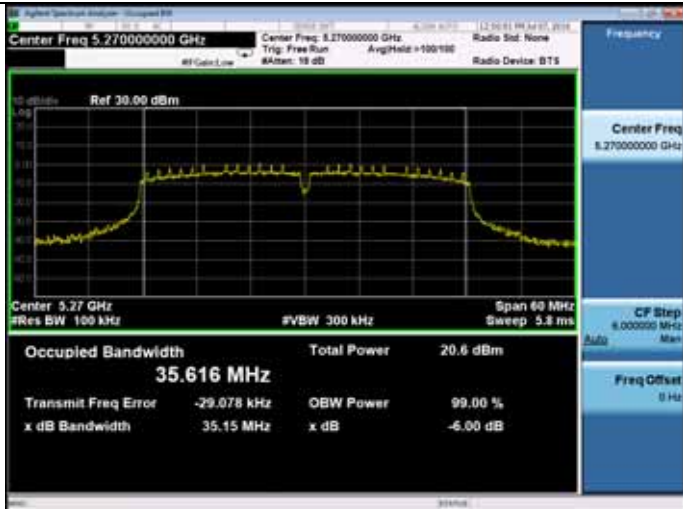 Agilent Spectrum Analyzer - Occupied BW
Center Freq 5.270000000 GHz
Center Freq: 5.270000000 GHz
Radio Std: None
Trig: Free Run
Avg|Hold:>100/100
#IFGain:Low
#Atten: 18 dB
Radio Device: BTS
10 dB/div
Ref 30.00 dBm
Log
Center 5.27 GHz
Span 60 MHz
#Res BW 100 kHz
#VBW 300 kHz
Sweep 5.8 ms
Occupied Bandwidth
Total Power
20.6 dBm
35.616 MHz
Transmit Freq Error
-29.078 kHz
OBW Power
99.00 %
x dB Bandwidth
35.15 MHz
x dB
-6.00 dB
Frequency
Center Freq
5.270000000 GHz
CF Step
6.000000 MHz
Auto
Man
Freq Offset
0 Hz
MSG
STATUS